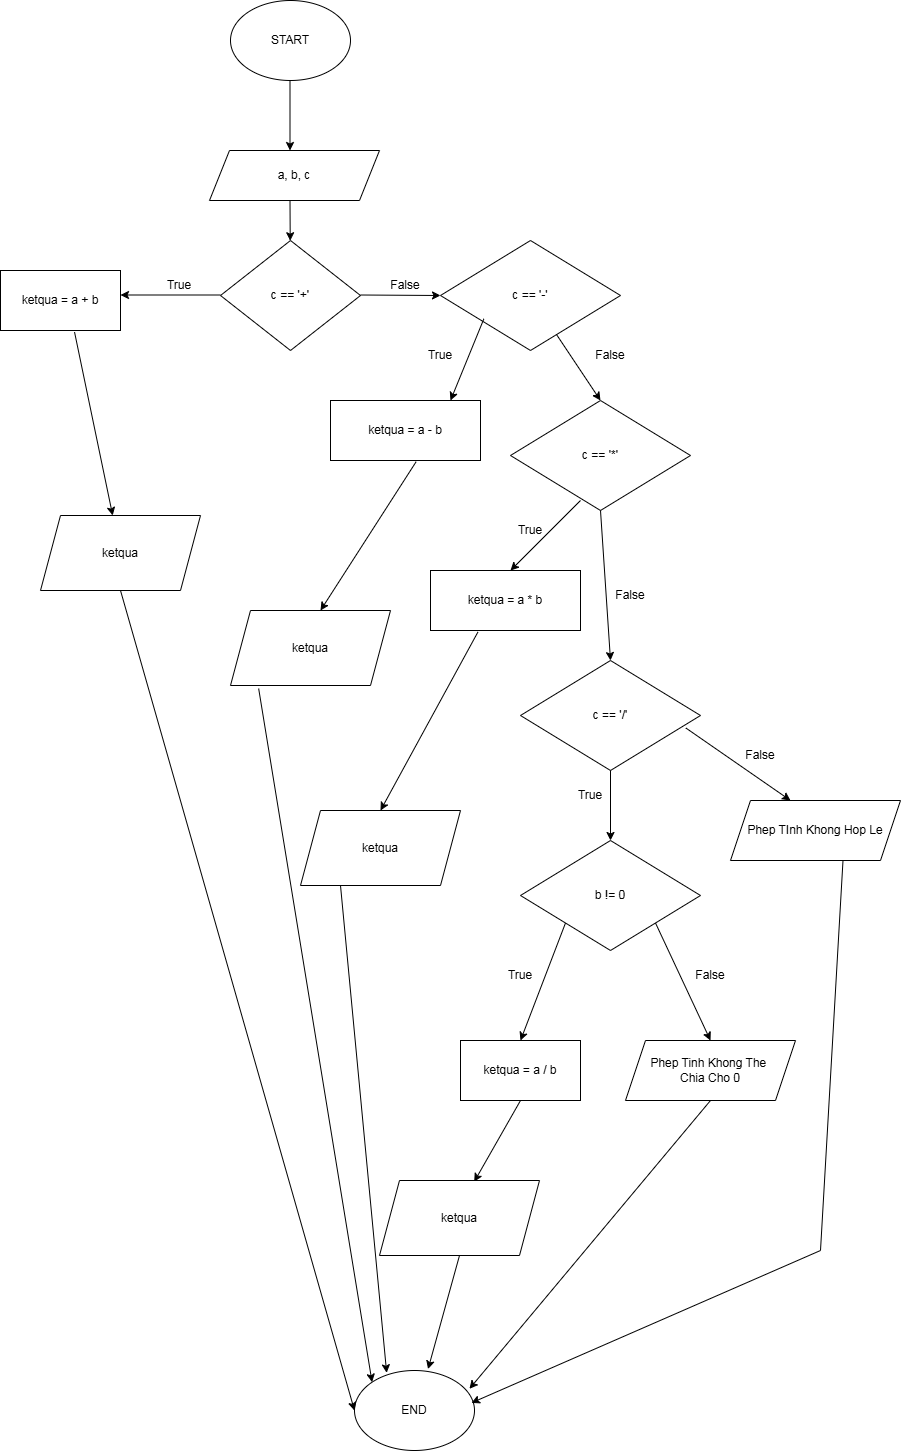 START
a, b, c
True
c == '+'
False
c == '-'
ketqua = a + b
True
False
ketqua = a - b
c == '*'
True
ketqua
ketqua = a * b
False
ketqua
c == '/'
False
True
Phep TInh Khong Hop Le
ketqua
b != 0
True
False
ketqua = a / b
Phep Tinh Khong The
Chia Cho 0
ketqua
END